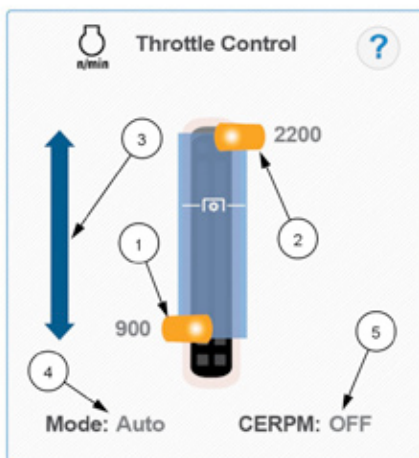 n/min
Throttle Control
?
2200
3
2
1
900
5
4
Mode: Auto
CERPM: OFF